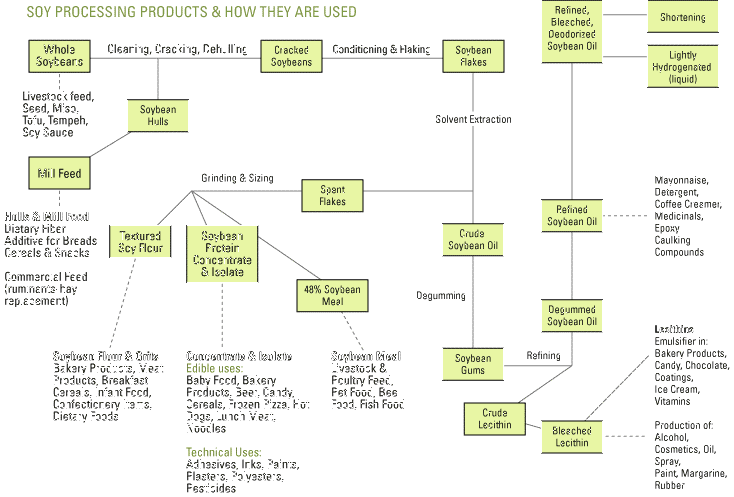 SOY PROCESSING PRODUCTS & HOW THEY ARE USED
Whole
Soybeans
Cleaning, Cracking, Dehulling
Cracked
Soybeans
Conditioning & Flaking
Soybean
Flakes
Refined,
Bleached,
Deodorized
Soybean Oil
Shortening
Lightly
Hydrogenated
(liquid)
Livestock feed,
Seed, Miso,
Tofu, Tempeh,
Soy Sauce
Soybean
Hulls
Solvent Extraction
Mill Feed
Grinding & Sizing
Spent
Flakes
Hulls & Mill Food
Dietary Fiber
Additive for Breads
Cereals & Snacks
Commercial Feed
(ruminants-hay
replacement)
Textured
Soy Flour
Soybean
Protein
Concentrate
& Isolate
48% Soybean
Meal
Crude
Soybean Oil
Refined
Soybean Oil
Mayonnaise,
Detergent,
Coffee Creamer,
Medicinals,
Epoxy
Caulking
Compounds
Degumming
Degummed
Soybean Oil
Soybean
Gums
Refining
Soybean Flour & Grits
Bakery Products, Meat
Products, Breakfast
Cereals, Infant Food,
Confectionery Items,
Dietary Foods
Concentrate & Isolate
Edible uses:
Baby Food, Bakery
Products, Beer, Candy,
Cereals, Frozen Pizza, Hot
Dogs, Lunch Meat,
Noodles
Technical Uses:
Adhesives, Inks, Paints,
Plasters, Polyesters,
Pesticides
Soybean Meal
Livestock &
Poultry Feed,
Pet Food, Bee
Food, Fish Food
Crude
Lecithin
Bleached
Lecithin
Lecithins
Emulsifier in:
Bakery Products,
Candy, Chocolate,
Coatings,
Ice Cream,
Vitamins
Production of:
Alcohol,
Cosmetics, Oil,
Spray,
Paint, Margarine,
Rubber